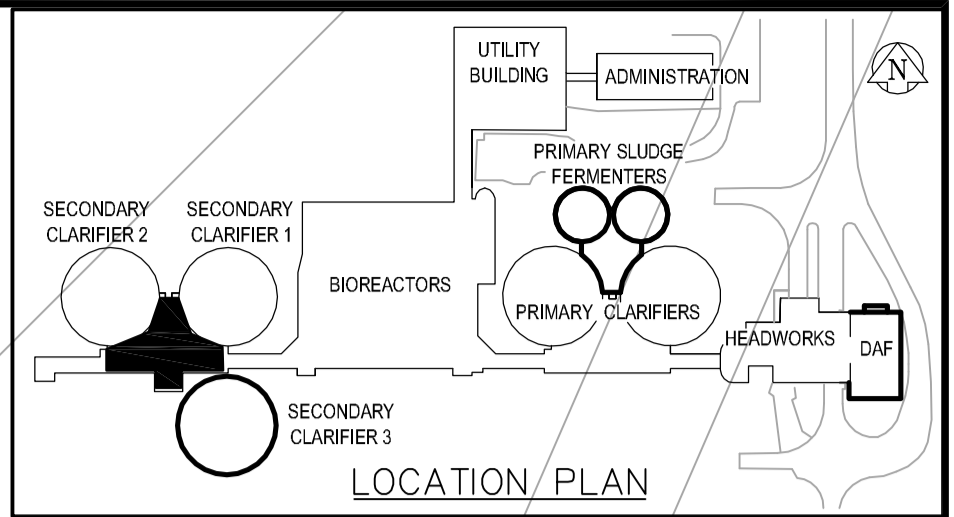 UTILITY
BUILDING
ADMINISTRATION
N
PRIMARY SLUDGE
FERMENTERS
SECONDARY
CLARIFIER 2
SECONDARY
CLARIFIER 1
BIOREACTORS
PRIMARY CLARIFIERS
HEADWORKS
DAF
SECONDARY
CLARIFIER 3
LOCATION PLAN